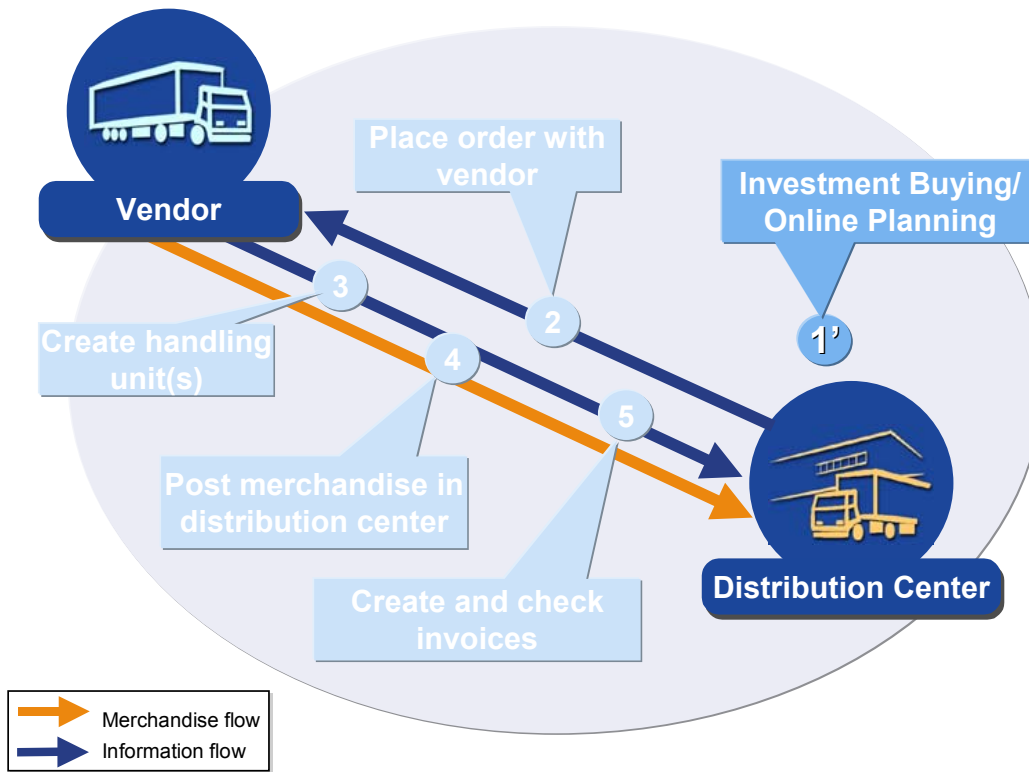 Place order with
vendor
Investment Buying/
Online Planning
Vendor
3
2
1’
Create handling
unit(s)
4
5
Post merchandise in
distribution center
Distribution Center
Create and check
invoices
Merchandise flow
Information flow